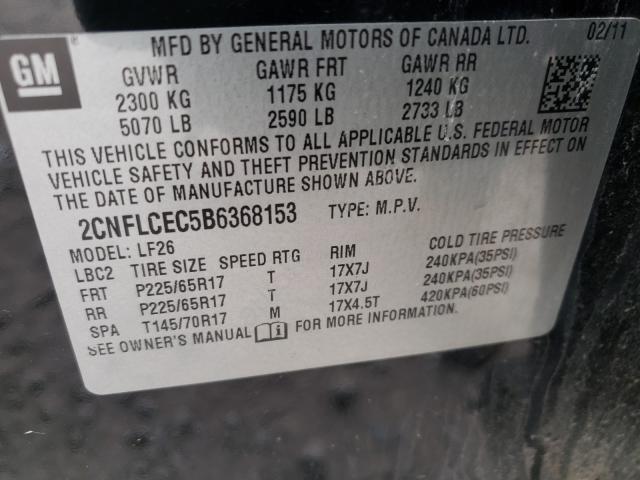 GM
MFD BY GENERAL MOTORS OF CANADA LTD. 02/11
GVWR GAWR FRT GAWR RR
2300 KG 1175 KG 1240 KG
5070 LB 2590 LB 2733 LB
THIS VEHICLE CONFORMS TO ALL APPLICABLE U.S. FEDERAL MOTOR
VEHICLE SAFETY AND THEFT PREVENTION STANDARDS IN EFFECT ON
THE DATE OF MANUFACTURE SHOWN ABOVE.
2CNFLCEC5B6368153 TYPE: M.P.V.
MODEL: LF26
LBC2 TIRE SIZE SPEED RTG RIM COLD TIRE PRESSURE
FRT P225/65R17 T 17X7J 240KPA(35PSI)
RR P225/65R17 T 17X7J 240KPA(35PSI)
SPA T145/70R17 M 17X4.5T 420KPA(60PSI)
SEE OWNER'S MANUAL FOR MORE INFORMATION.